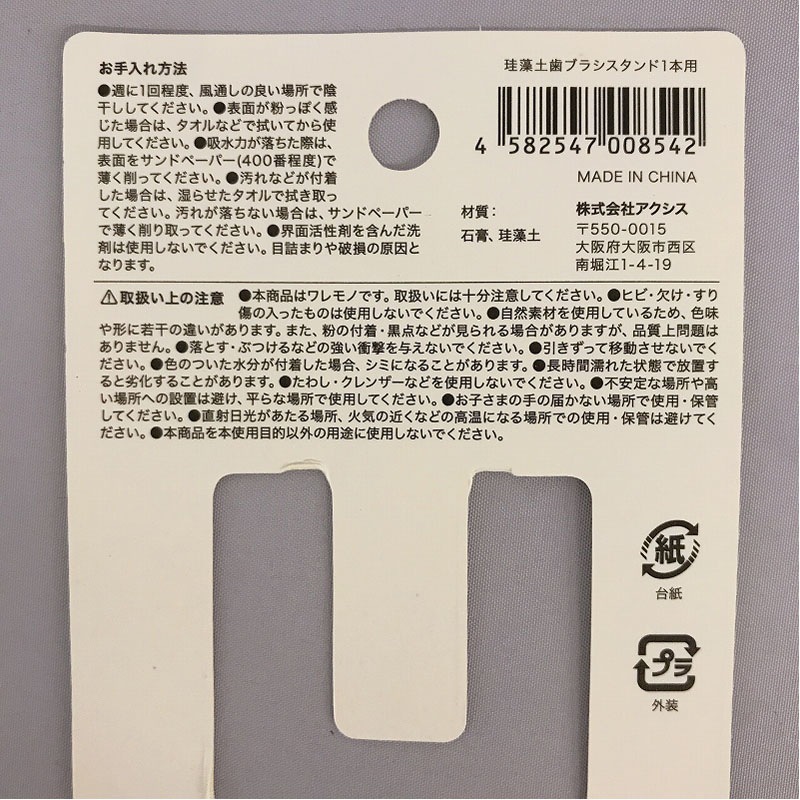 お手入れ方法
●週に1回程度、風通しの良い場所で陰
干ししてください。●表面が粉っぽく感
じた場合は、タオルなどで拭いてから使
用してください。●吸水力が落ちた際は、
表面をサンドペーパー(400番程度)で
薄く削ってください。●汚れなどが付着
した場合は、湿らせたタオルで拭き取っ
てください。汚れが落ちない場合は、サンドペーパー
で薄く削り取ってください。●界面活性剤を含んだ洗
剤は使用しないでください。目詰まりや破損の原因と
なります。
珪藻土歯ブラシスタンド1本用
4 582547 008542
MADE IN CHINA
材質：
石膏、珪藻土
株式会社アクシス
〒550-0015
大阪府大阪市西区
南堀江1-4-19
⚠取扱い上の注意 ●本商品はワレモノです。取扱いには十分注意してください。●ヒビ・欠け・すり
傷の入ったものは使用しないでください。●自然素材を使用しているため、色味
や形に若干の違いがあります。また、粉の付着・黒点などが見られる場合がありますが、品質上問題は
ありません。●落とす・ぶつけるなどの強い衝撃を与えないでください。●引きずって移動させないでく
ださい。●色のついた水分が付着した場合、シミになることがあります。●長時間濡れた状態で放置す
ると劣化することがあります。●たわし・クレンザーなどを使用しないでください。●不安定な場所や高
い場所への設置は避け、平らな場所で使用してください。●お子さまの手の届かない場所で使用・保管
してください。●直射日光があたる場所、火気の近くなどの高温になる場所での使用・保管は避けてく
ださい。●本商品を本使用目的以外の用途に使用しないでください。
紙
台紙
プラ
外装